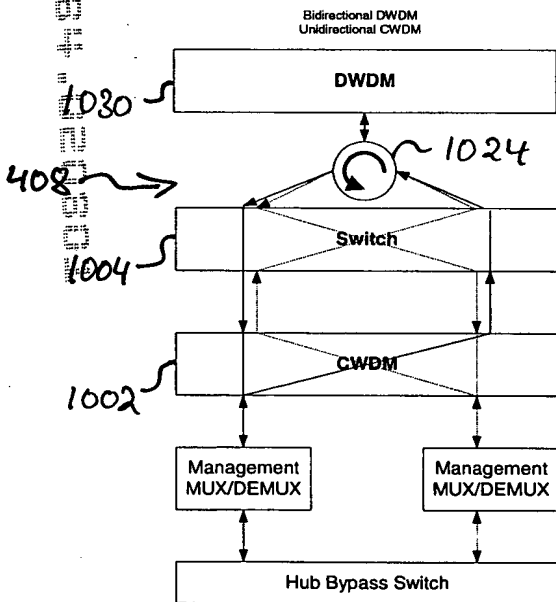 Bidirectional DWDM
Unidirectional CWDM
DWDM
1030
1024
408
Switch
1004
CWDM
1002
Management
MUX/DEMUX
Management
MUX/DEMUX
Hub Bypass Switch